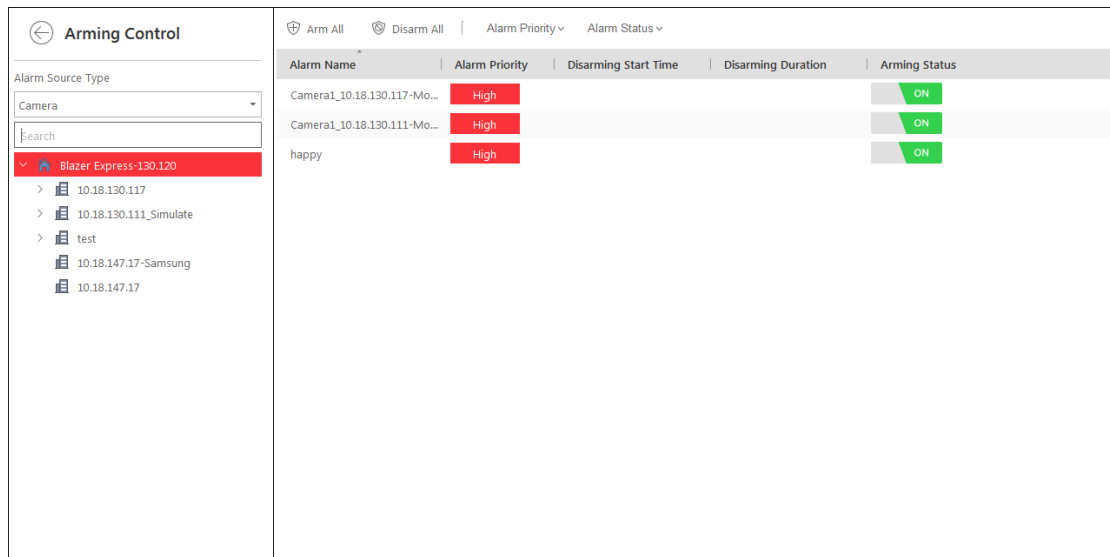 Arming Control
Alarm Source Type
Camera
Search
Blazer Express-130.120
10.18.130.117
10.18.130.111_Simulate
test
10.18.147.17-Samsung
10.18.147.17
Arm All Disarm All Alarm Priority Alarm Status
Alarm Name Alarm Priority Disarming Start Time Disarming Duration Arming Status
Camera1_10.18.130.117-Mo... High ON
Camera1_10.18.130.111-Mo... High ON
happy High ON